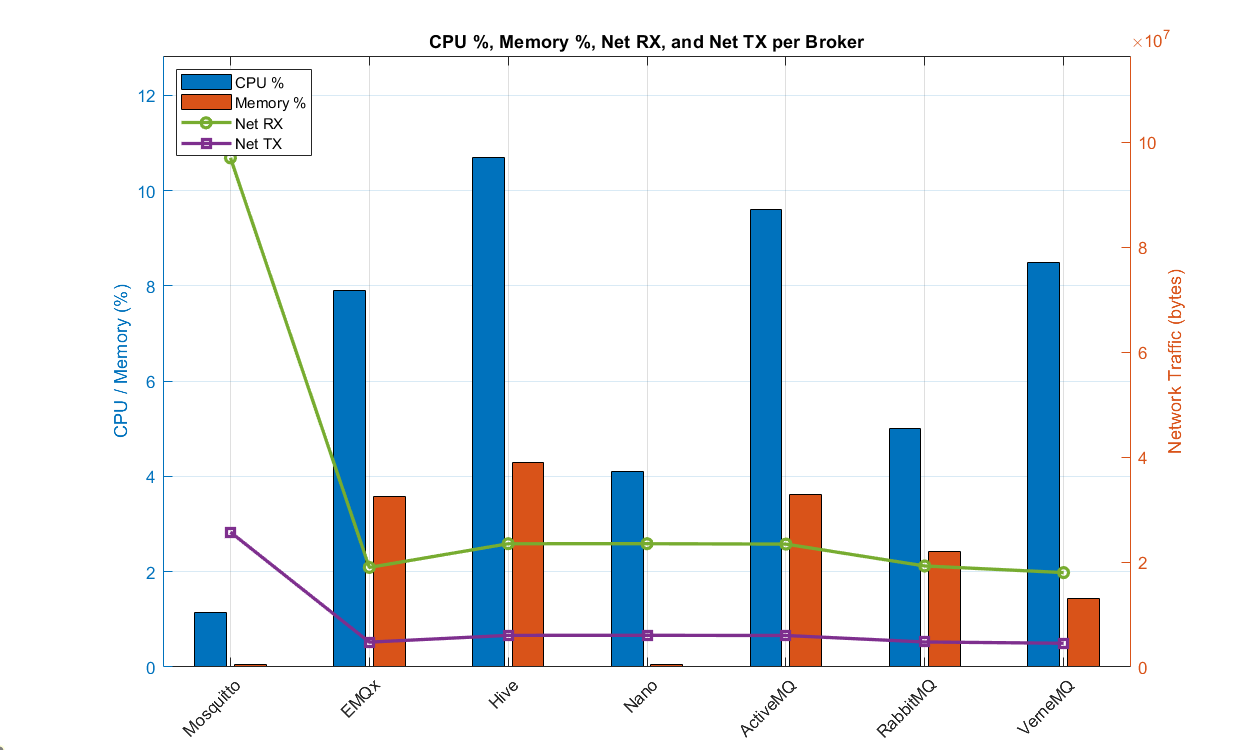 CPU %, Memory %, Net RX, and Net TX per Broker
×10⁷
CPU %
Memory %
Net RX
Net TX
12
10
8
6
4
2
0
CPU / Memory (%)
10
8
6
4
2
0
Network Traffic (bytes)
Mosquitto
EMQx
Hive
Nano
ActiveMQ
RabbitMQ
VerneMQ